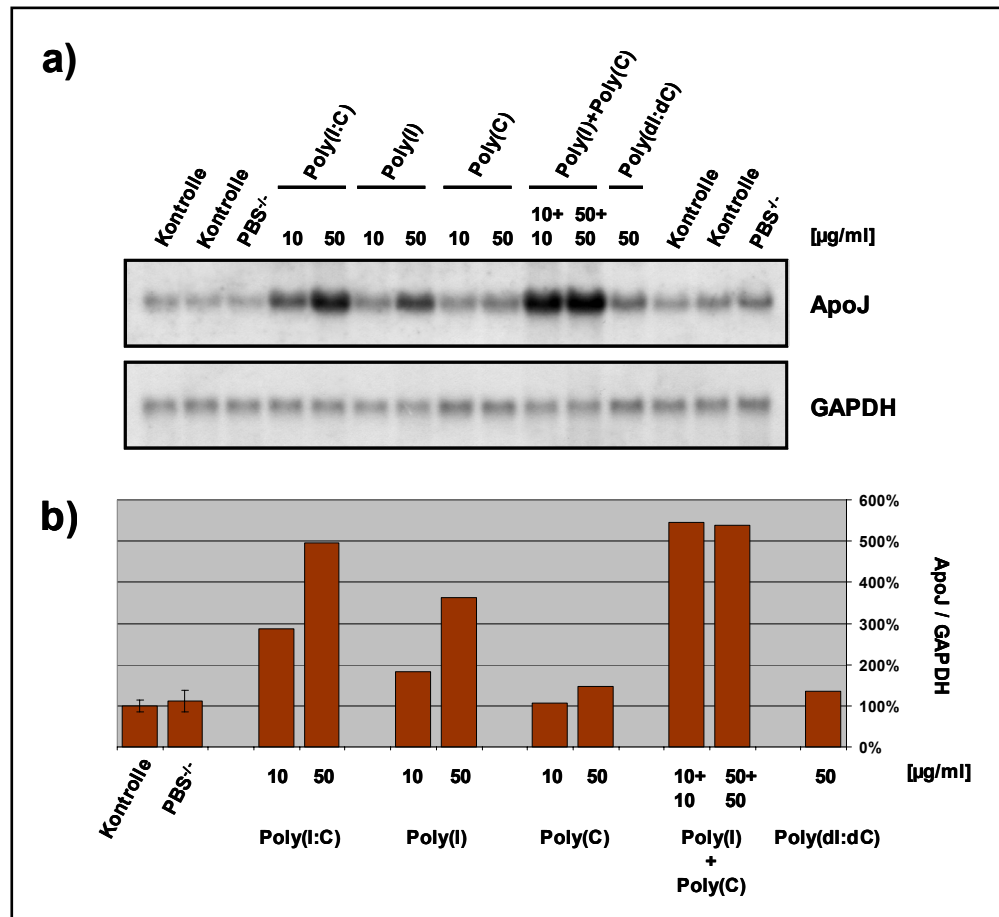 a)
Kontrolle Kontrolle PBS-/- Poly(I:C) Poly(I) Poly(C) Poly(I)+Poly(C) Poly(dI:dC) Kontrolle Kontrolle PBS-/-
10+ 50+
10 50 10 50 10 50 10 50 50 [µg/ml]
ApoJ
GAPDH
b)
600%
500%
400%
300%
200%
100%
0%
ApoJ / GAPDH
Kontrolle PBS-/-
10 50 10 50 10 50 10+ 50+ 50 [µg/ml]
10 50
Poly(I:C) Poly(I) Poly(C) Poly(I) Poly(dI:dC)
+
Poly(C)